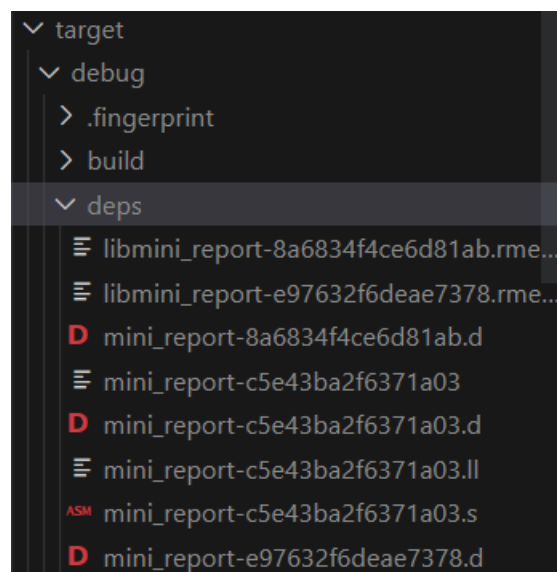 target
debug
.fingerprint
build
deps
libmini_report-8a6834f4ce6d81ab.rme...
libmini_report-e97632f6deae7378.rme...
D mini_report-8a6834f4ce6d81ab.d
mini_report-c5e43ba2f6371a03
D mini_report-c5e43ba2f6371a03.d
mini_report-c5e43ba2f6371a03.ll
ASM mini_report-c5e43ba2f6371a03.s
D mini_report-e97632f6deae7378.d